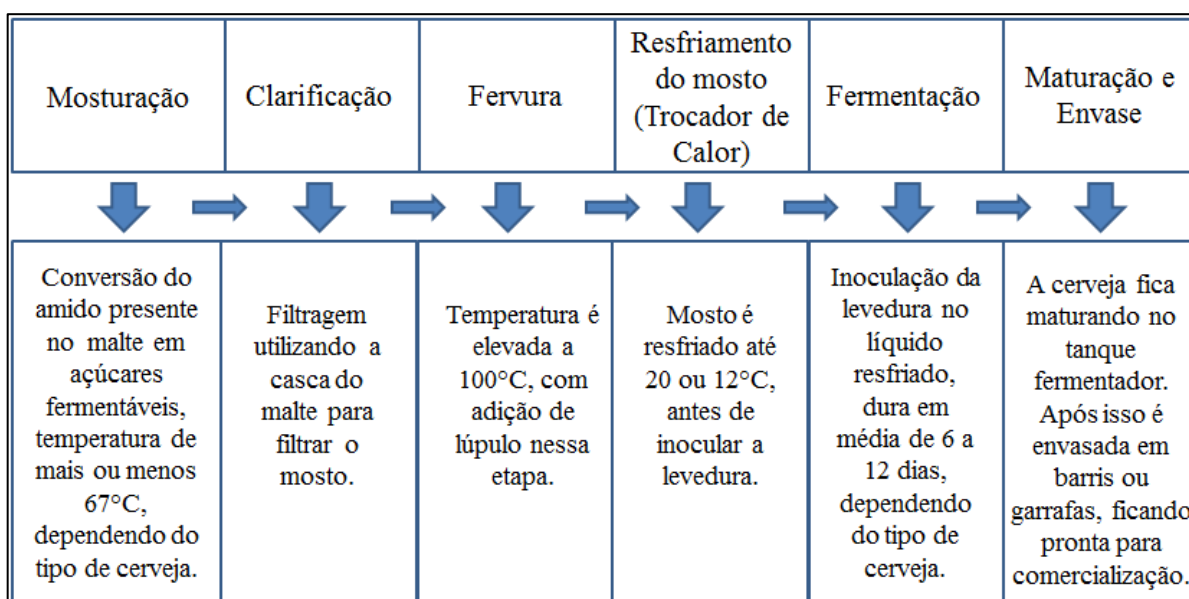 Mosturação
Clarificação
Fervura
Resfriamento
do mosto
(Trocador de
Calor)
Fermentação
Maturação e
Envase
Conversão do
amido presente
no malte em
açúcares
fermentáveis,
temperatura de
mais ou menos
67°C,
dependendo do
tipo de cerveja.
Filtragem
utilizando a
casca do
malte para
filtrar o
mosto.
Temperatura é
elevada a
100°C, com
adição de
lúpulo nessa
etapa.
Mosto é
resfriado até
20 ou 12°C,
antes de
inocular a
levedura.
Inoculação da
levedura no
líquido
resfriado,
dura em
média de 6 a
12 dias,
dependendo
do tipo de
cerveja.
A cerveja fica
maturando no
tanque
fermentador.
Após isso é
envasada em
barris ou
garrafas, ficando
pronta para
comercialização.